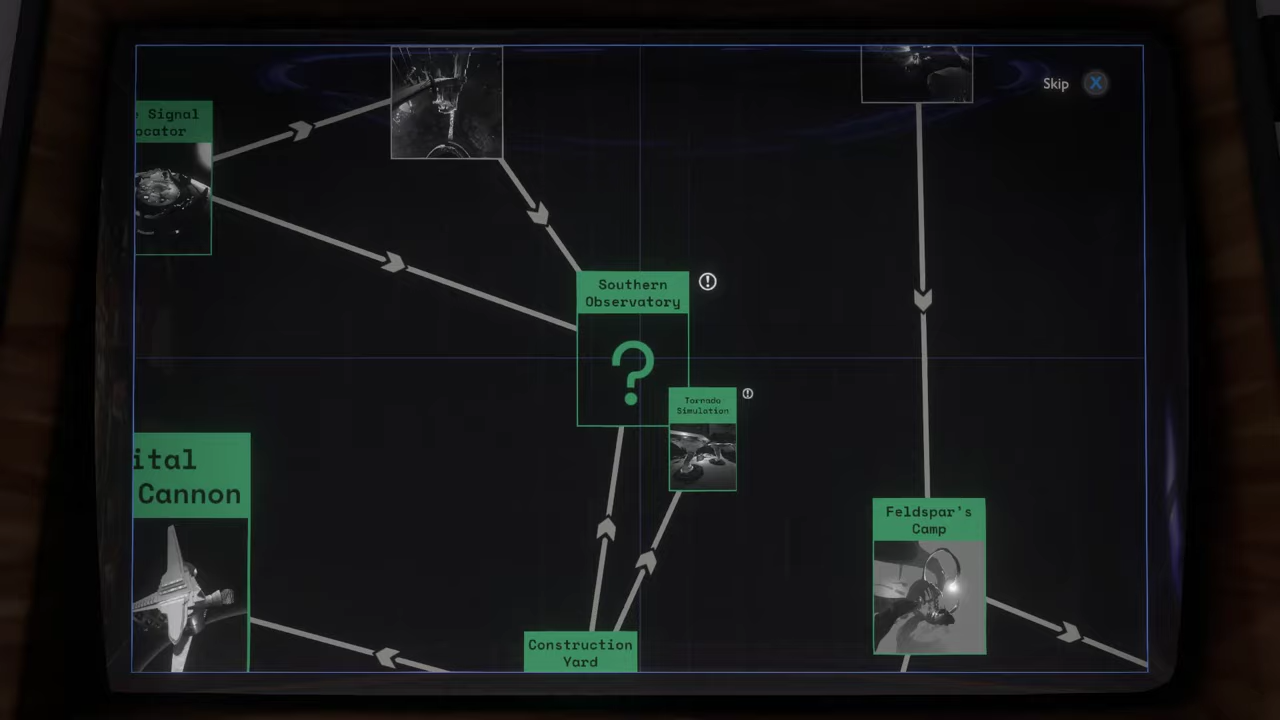 Skip X
Signal
ocator
Southern
Observatory
?
Tornado
Simulation
ital
Cannon
Feldspar's
Camp
Construction
Yard